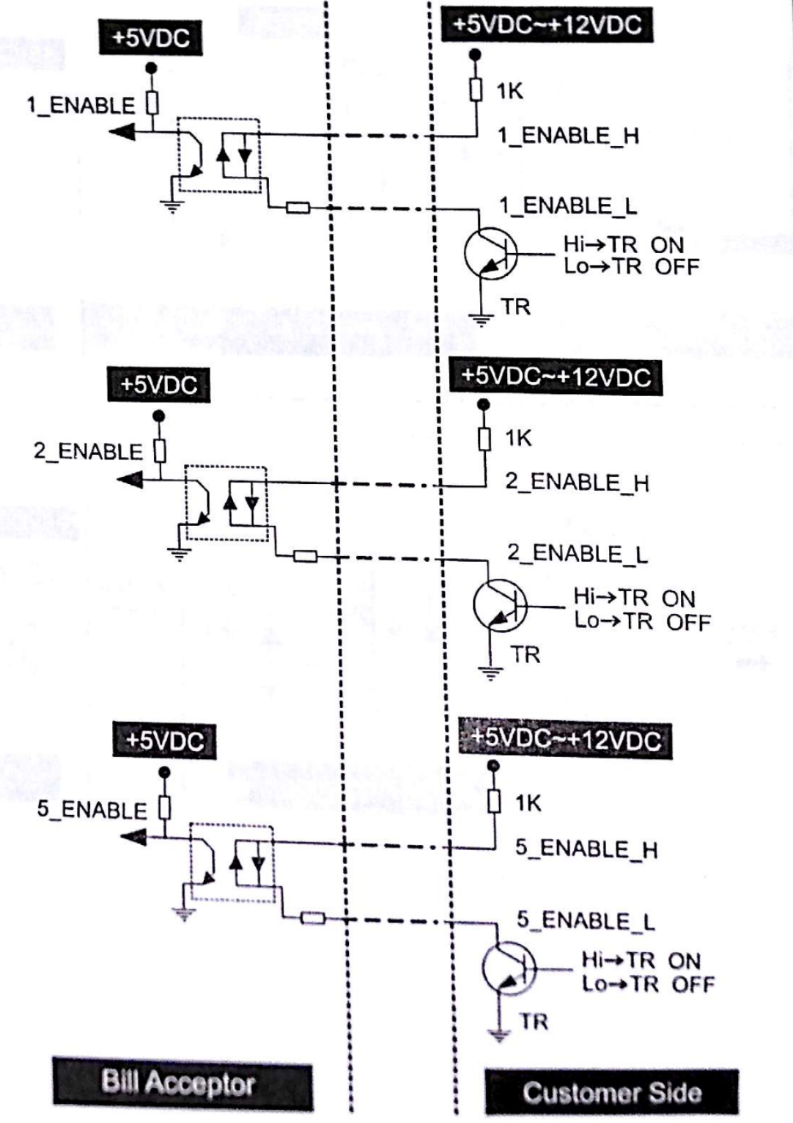 +5VDC
+5VDC~+12VDC
1K
1_ENABLE
1_ENABLE_H
1_ENABLE_L
Hi→TR ON
Lo→TR OFF
TR
+5VDC
+5VDC~+12VDC
1K
2_ENABLE
2_ENABLE_H
2_ENABLE_L
Hi→TR ON
Lo→TR OFF
TR
+5VDC
+5VDC~+12VDC
1K
5_ENABLE
5_ENABLE_H
5_ENABLE_L
Hi→TR ON
Lo→TR OFF
TR
Bill Acceptor
Customer Side